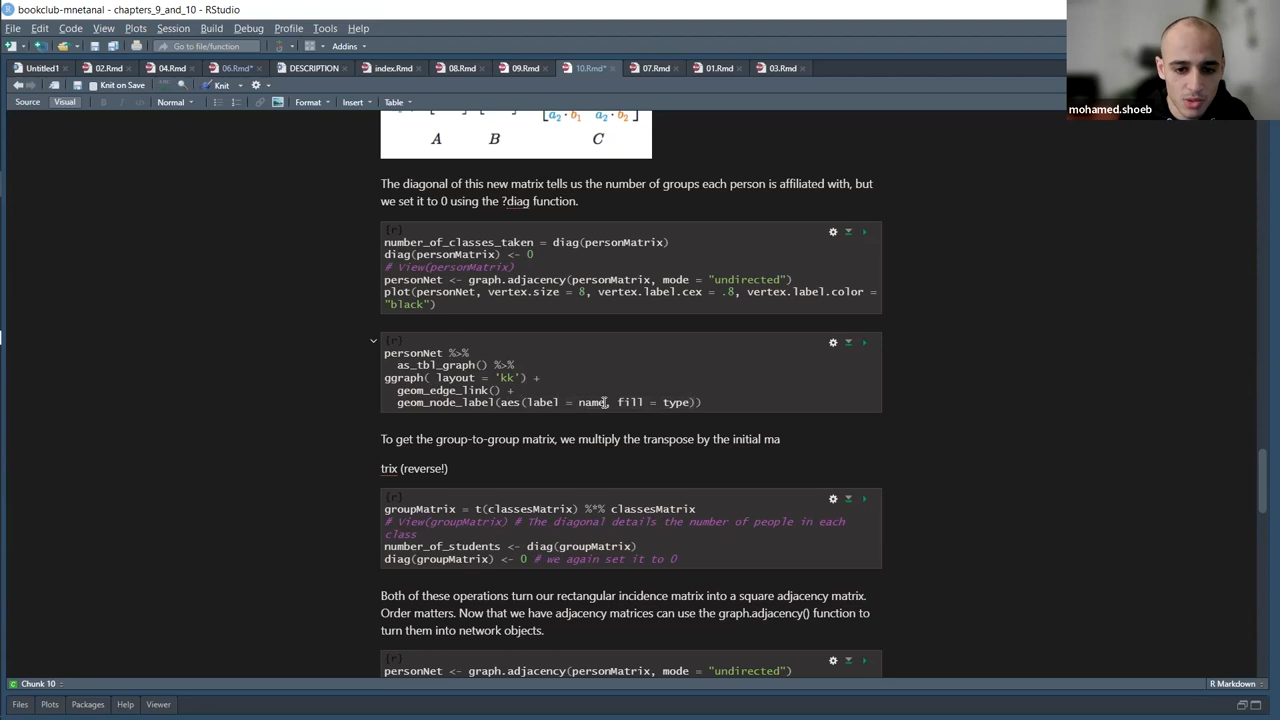 bookclub-mnetanal - chapters_9_and_10 - RStudio
File Edit Code View Plots Session Build Debug Profile Tools Help
Go to file/function Addins
Untitled1 02.Rmd 04.Rmd 06.Rmd* DESCRIPTION index.Rmd 08.Rmd 09.Rmd 10.Rmd* 07.Rmd 01.Rmd 03.Rmd
Knit on Save Knit
Source Visual B I Normal Format Insert Table
mohamed.shoeb
[a₂·b₁ a₂·b₂]
A B C
The diagonal of this new matrix tells us the number of groups each person is affiliated with, but
we set it to 0 using the ?diag function.
{r}
number_of_classes_taken = diag(personMatrix)
diag(personMatrix) <- 0
# View(personMatrix)
personNet <- graph.adjacency(personMatrix, mode = "undirected")
plot(personNet, vertex.size = 8, vertex.label.cex = .8, vertex.label.color =
"black")
{r}
personNet %>%
as_tbl_graph() %>%
ggraph( layout = 'kk') +
geom_edge_link() +
geom_node_label(aes(label = name, fill = type))
To get the group-to-group matrix, we multiply the transpose by the initial ma
trix (reverse!)
{r}
groupMatrix = t(classesMatrix) %*% classesMatrix
# View(groupMatrix) # The diagonal details the number of people in each
class
number_of_students <- diag(groupMatrix)
diag(groupMatrix) <- 0 # we again set it to 0
Both of these operations turn our rectangular incidence matrix into a square adjacency matrix.
Order matters. Now that we have adjacency matrices can use the graph.adjacency() function to
turn them into network objects.
{r}
personNet <- graph.adjacency(personMatrix, mode = "undirected")
Chunk 10 R Markdown
Files Plots Packages Help Viewer